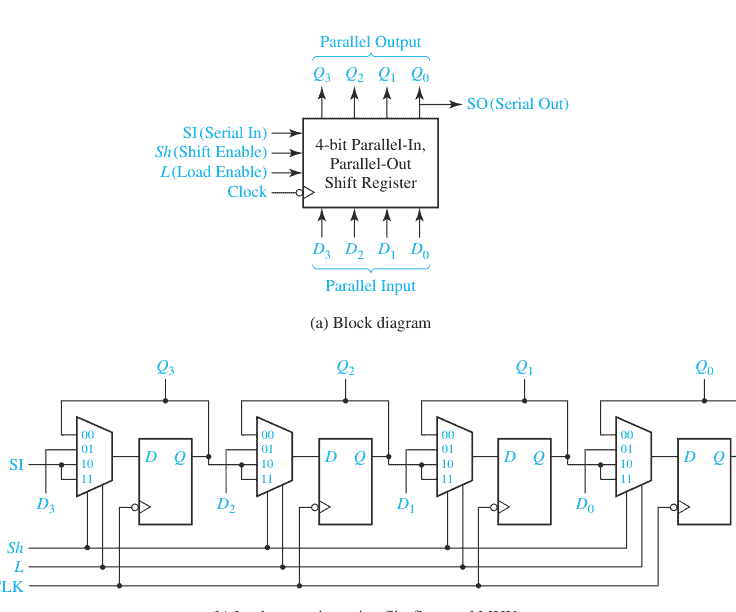 Parallel Output
Q3 Q2 Q1 Q0
SO (Serial Out)
SI (Serial In)
Sh (Shift Enable)
L (Load Enable)
Clock
4-bit Parallel-In,
Parallel-Out
Shift Register
D3 D2 D1 D0
Parallel Input
(a) Block diagram
Q3 Q2 Q1 Q0
00 00 00 00
01 01 01 01
D Q D Q D Q D
SI 10 10 10 10
11 11 11 11
D3 D2 D1 D0
Sh
L
CLK